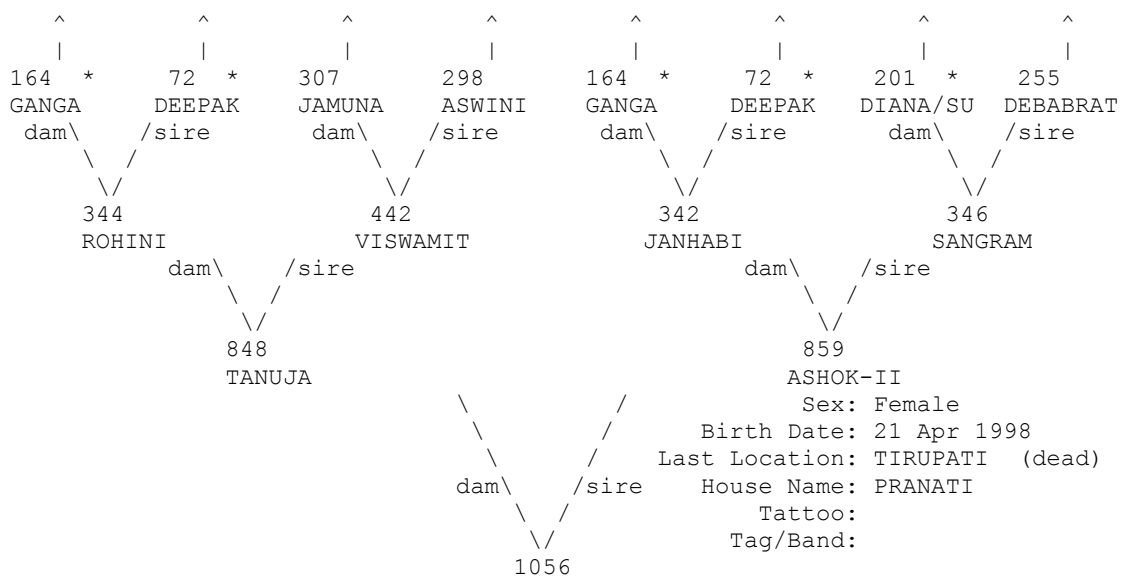 ^ ^ ^ ^ ^ ^ ^ ^
| | | | | | | |
164 * 72 * 307 298 164 * 72 * 201 * 255
GANGA DEEPAK JAMUNA ASWINI GANGA DEEPAK DIANA/SU DEBABRAT
dam\ /sire dam\ /sire dam\ /sire dam\ /sire
\ / \ / \ / \ /
\/ \/ \/ \/
344 442 342 346
ROHINI VISWAMIT JANHABI SANGRAM
dam\ /sire dam\ /sire
\ / \ /
\/ \/
848 859
TANUJA ASHOK-II
\ / Sex: Female
\ / Birth Date: 21 Apr 1998
\ / Last Location: TIRUPATI (dead)
dam\ /sire House Name: PRANATI
\ / Tattoo:
\/ Tag/Band:
1056